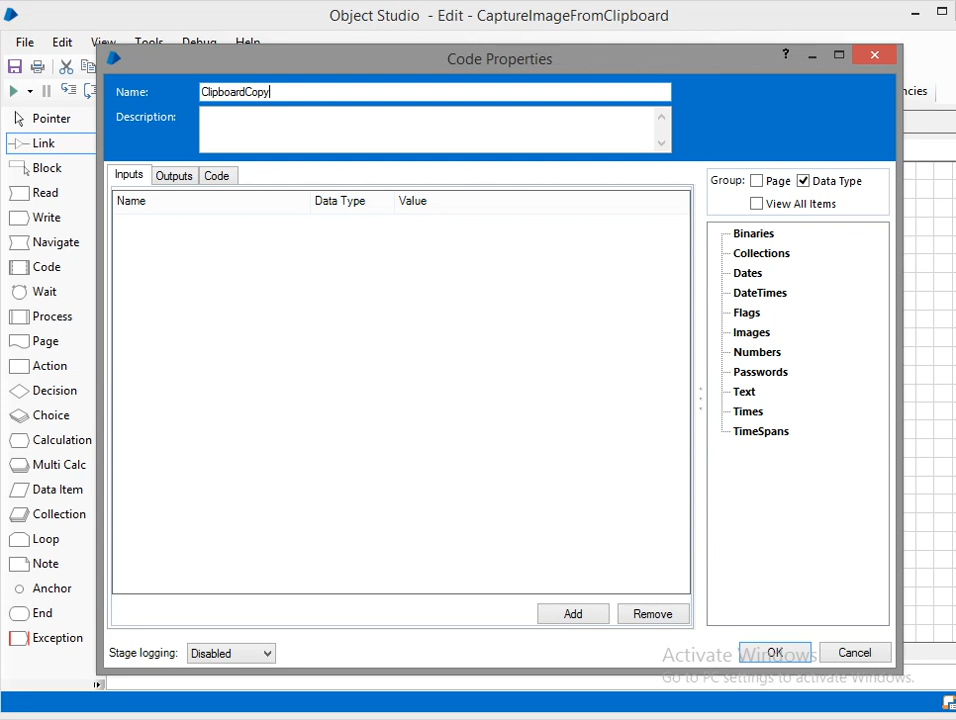 Object Studio - Edit - CaptureImageFromClipboard
File Edit View Tools Debug Help
Code Properties
?
Name: ClipboardCopy
Description:
ncies
Pointer
Link
Block
Read
Write
Navigate
Code
Wait
Process
Page
Action
Decision
Choice
Calculation
Multi Calc
Data Item
Collection
Loop
Note
Anchor
End
Exception
Inputs Outputs Code
Name Data Type Value
Group: Page Data Type
View All Items
Binaries
Collections
Dates
DateTimes
Flags
Images
Numbers
Passwords
Text
Times
TimeSpans
Add Remove
Stage logging: Disabled
OK Cancel
Activate Windows
Go to PC settings to activate Windows.